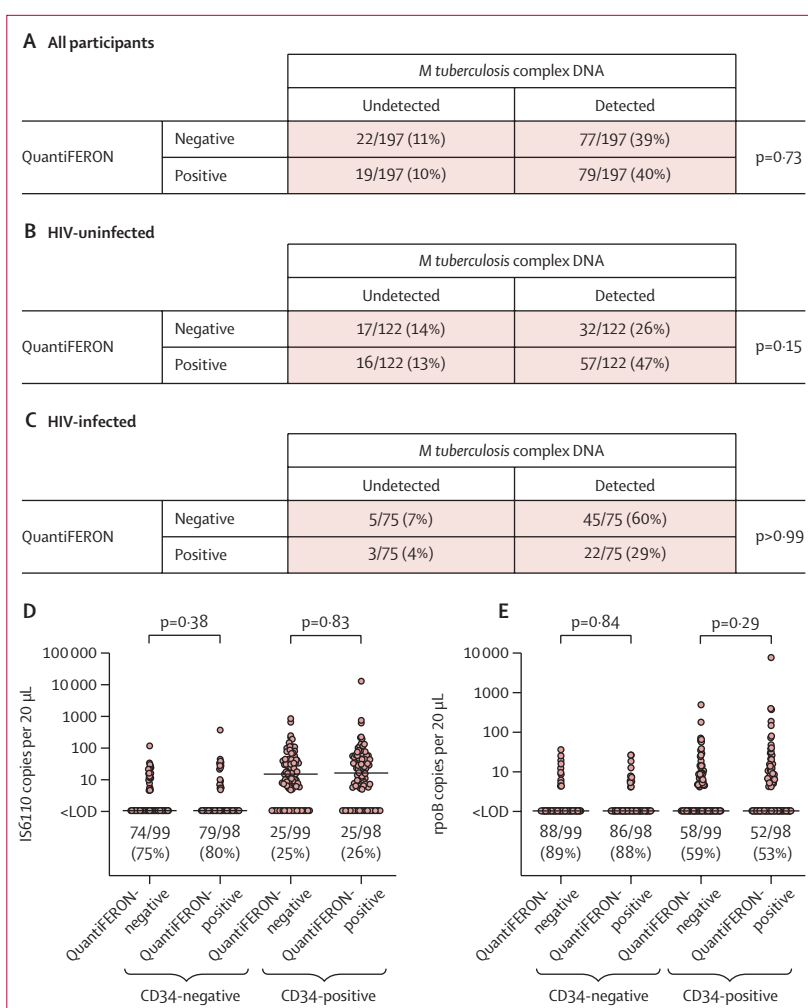 A All participants
M tuberculosis complex DNA
Undetected Detected
QuantiFERON Negative 22/197 (11%) 77/197 (39%) p=0·73
Positive 19/197 (10%) 79/197 (40%)
B HIV-uninfected
M tuberculosis complex DNA
Undetected Detected
QuantiFERON Negative 17/122 (14%) 32/122 (26%) p=0·15
Positive 16/122 (13%) 57/122 (47%)
C HIV-infected
M tuberculosis complex DNA
Undetected Detected
QuantiFERON Negative 5/75 (7%) 45/75 (60%) p>0·99
Positive 3/75 (4%) 22/75 (29%)
D
p=0·38 p=0·83
IS6110 copies per 20 μL
100 000
10 000
1000
100
10
<LOD
74/99 79/98 25/99 25/98
(75%) (80%) (25%) (26%)
QuantiFERON-negative
QuantiFERON-positive
QuantiFERON-negative
QuantiFERON-positive
CD34-negative CD34-positive
E
p=0·84 p=0·29
rpoB copies per 20 μL
10 000
1000
100
10
<LOD
88/99 86/98 58/99 52/98
(89%) (88%) (59%) (53%)
QuantiFERON-negative
QuantiFERON-positive
QuantiFERON-negative
QuantiFERON-positive
CD34-negative CD34-positive